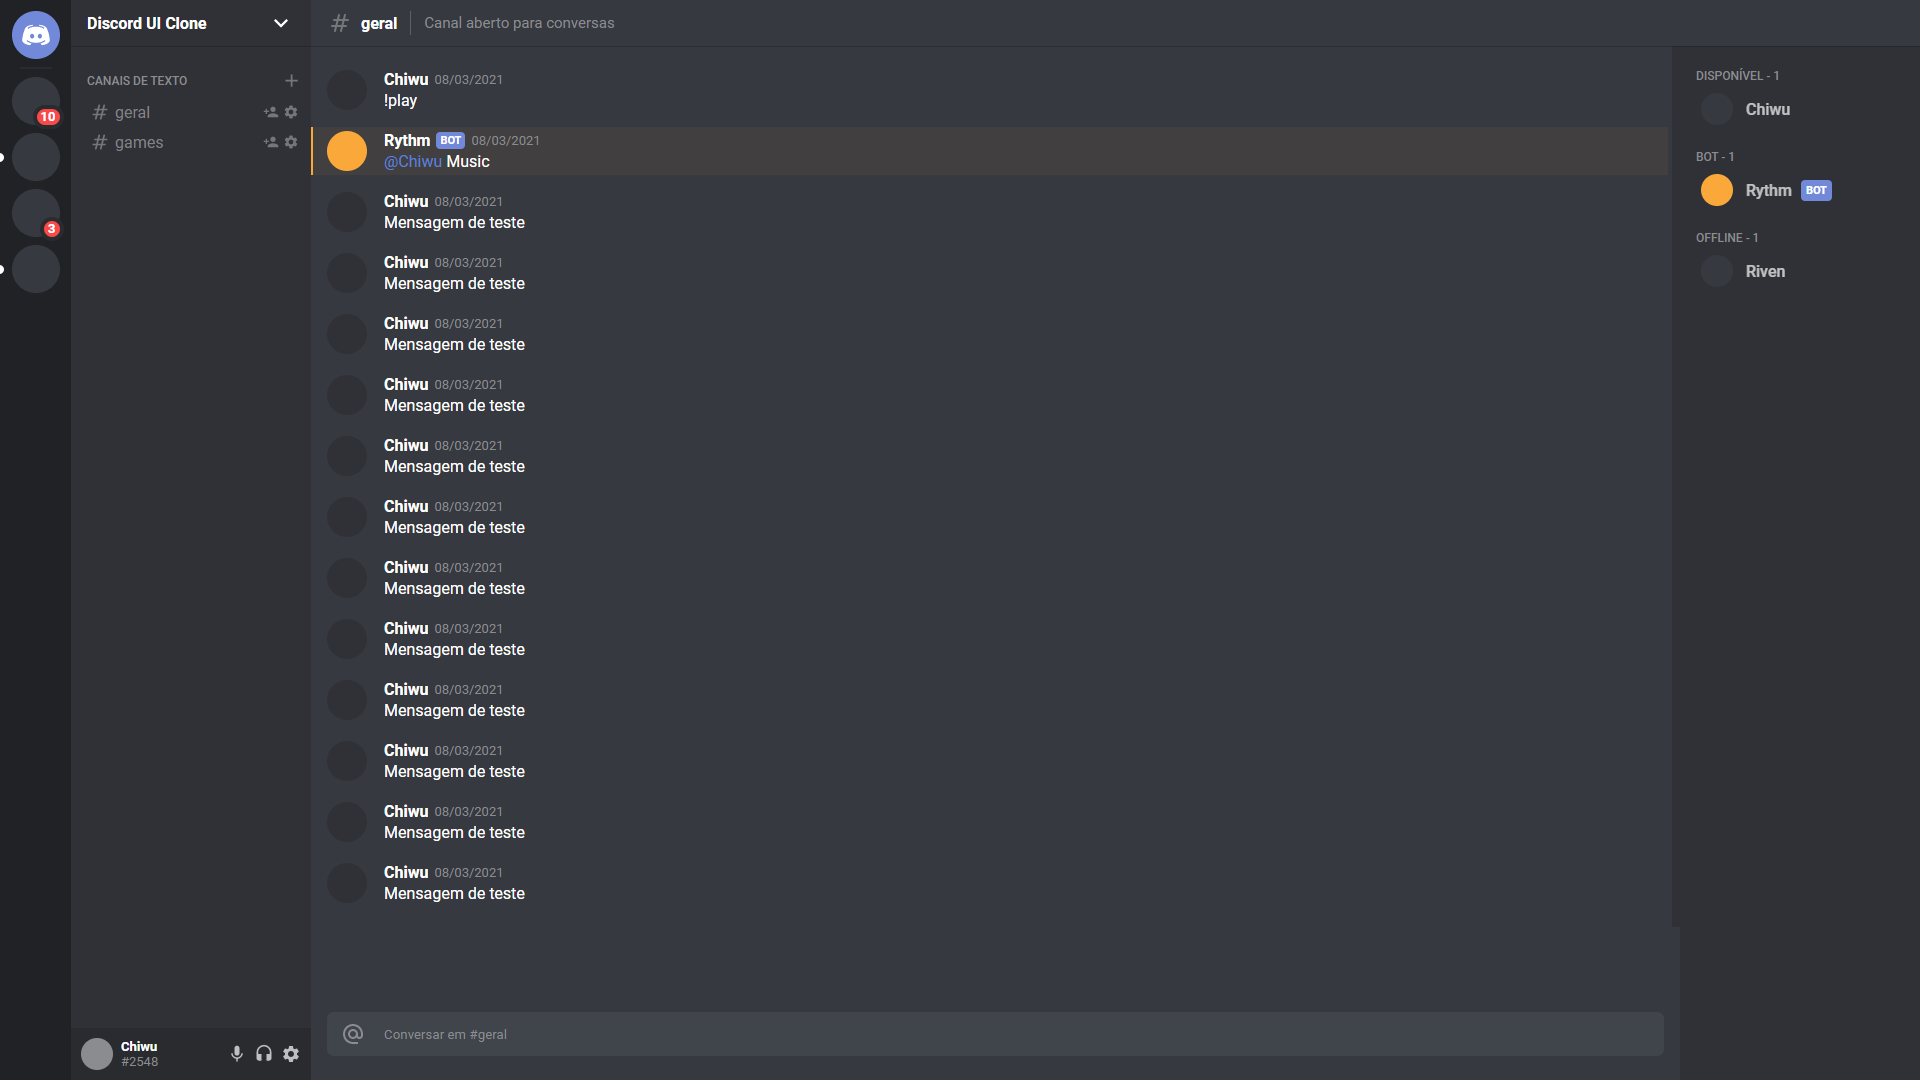 Discord UI Clone
CANAIS DE TEXTO
geral
games
10
3
geral
Canal aberto para conversas
Chiwu 08/03/2021
!play
Rythm BOT 08/03/2021
@Chiwu Music
Chiwu 08/03/2021
Mensagem de teste
Chiwu 08/03/2021
Mensagem de teste
Chiwu 08/03/2021
Mensagem de teste
Chiwu 08/03/2021
Mensagem de teste
Chiwu 08/03/2021
Mensagem de teste
Chiwu 08/03/2021
Mensagem de teste
Chiwu 08/03/2021
Mensagem de teste
Chiwu 08/03/2021
Mensagem de teste
Chiwu 08/03/2021
Mensagem de teste
Chiwu 08/03/2021
Mensagem de teste
Chiwu 08/03/2021
Mensagem de teste
Chiwu 08/03/2021
Mensagem de teste
Conversar em #geral
DISPONÍVEL - 1
Chiwu
BOT - 1
Rythm BOT
OFFLINE - 1
Riven
Chiwu
#2548